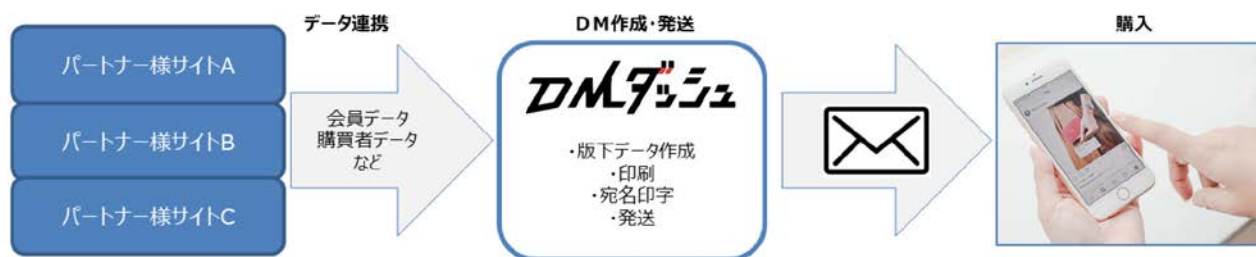 データ連携
DM作成・発送
購入
パートナー様サイトA
パートナー様サイトB
パートナー様サイトC
会員データ
購買者データ
など
DMダッシュ
・版下データ作成
・印刷
・宛名印字
・発送